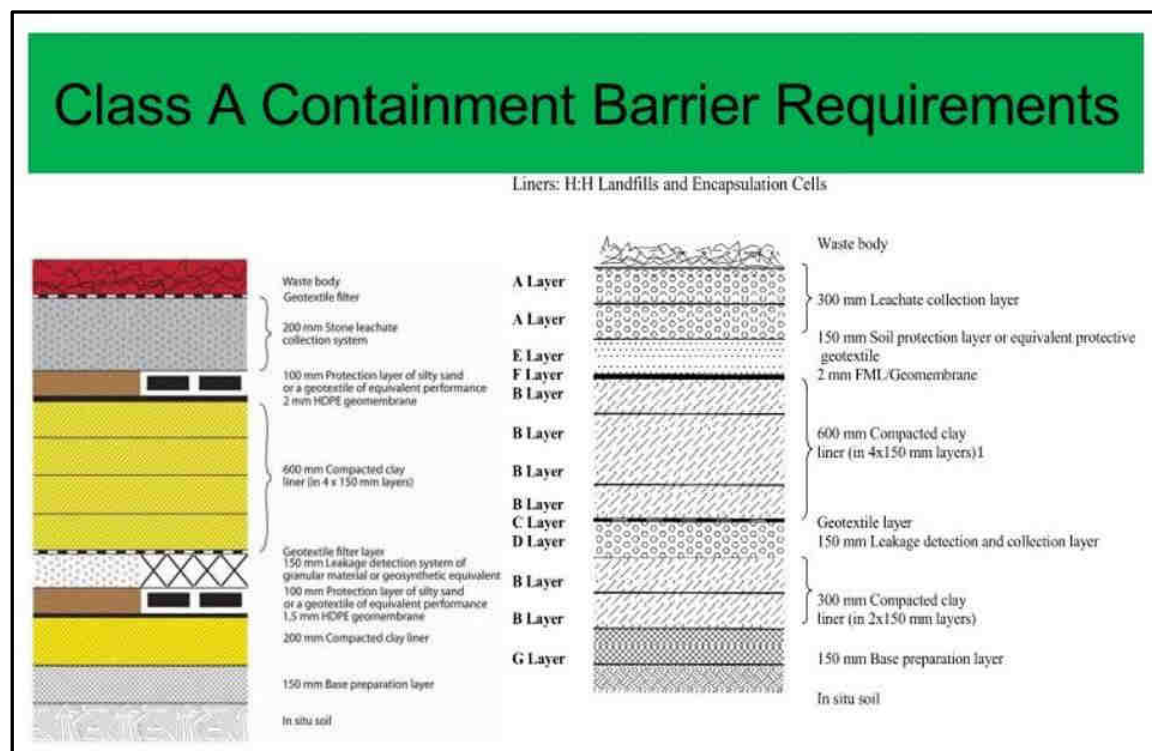 Class A Containment Barrier Requirements
Liners: H:H Landfills and Encapsulation Cells
Waste body
Geotextile filter
200 mm Stone leachate
collection system
100 mm Protection layer of silty sand
or a geotextile of equivalent performance
2 mm HDPE geomembrane
600 mm Compacted clay
liner (in 4 x 150 mm layers)
Geotextile filter layer
150 mm Leakage detection system of
granular material or geosynthetic equivalent
100 mm Protection layer of silty sand
or a geotextile of equivalent performance
1,5 mm HDPE geomembrane
200 mm Compacted clay liner
150 mm Base preparation layer
In situ soil
A Layer
A Layer
E Layer
F Layer
B Layer
B Layer
B Layer
B Layer
C Layer
D Layer
B Layer
B Layer
G Layer
Waste body
300 mm Leachate collection layer
150 mm Soil protection layer or equivalent protective
geotextile
2 mm FML/Geomembrane
600 mm Compacted clay
liner (in 4x150 mm layers)1
Geotextile layer
150 mm Leakage detection and collection layer
300 mm Compacted clay
liner (in 2x150 mm layers)
150 mm Base preparation layer
In situ soil